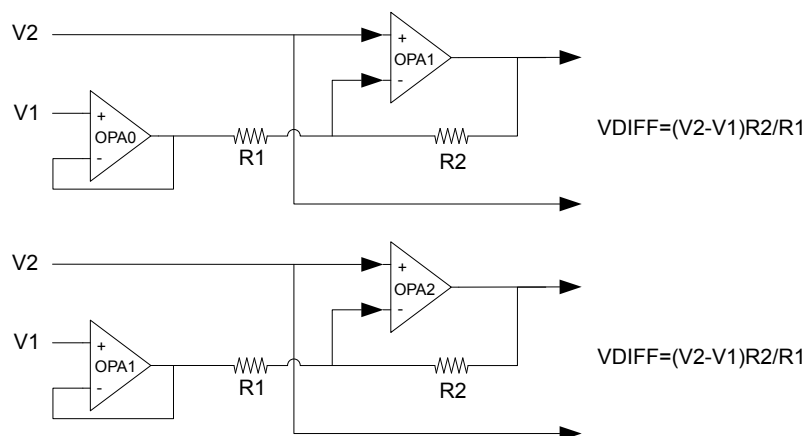 V2
+
OPA1
-
V1
+
OPA0
-
R1
R2
VDIFF=(V2-V1)R2/R1
V2
+
OPA2
-
V1
+
OPA1
-
R1
R2
VDIFF=(V2-V1)R2/R1